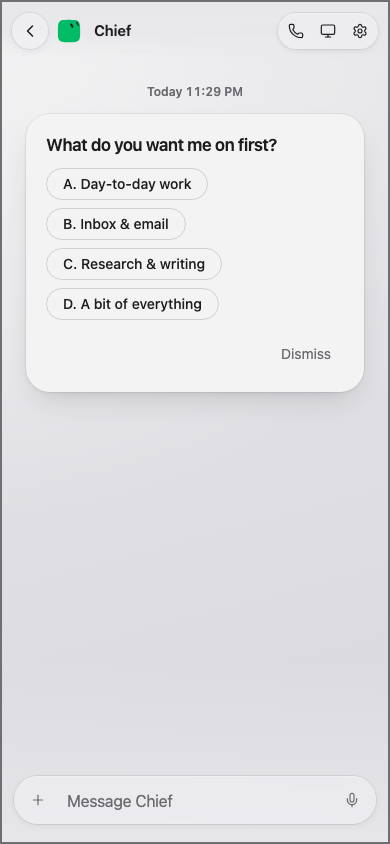 Chief
Today 11:29 PM
What do you want me on first?
A. Day-to-day work
B. Inbox & email
C. Research & writing
D. A bit of everything
Dismiss
Message Chief